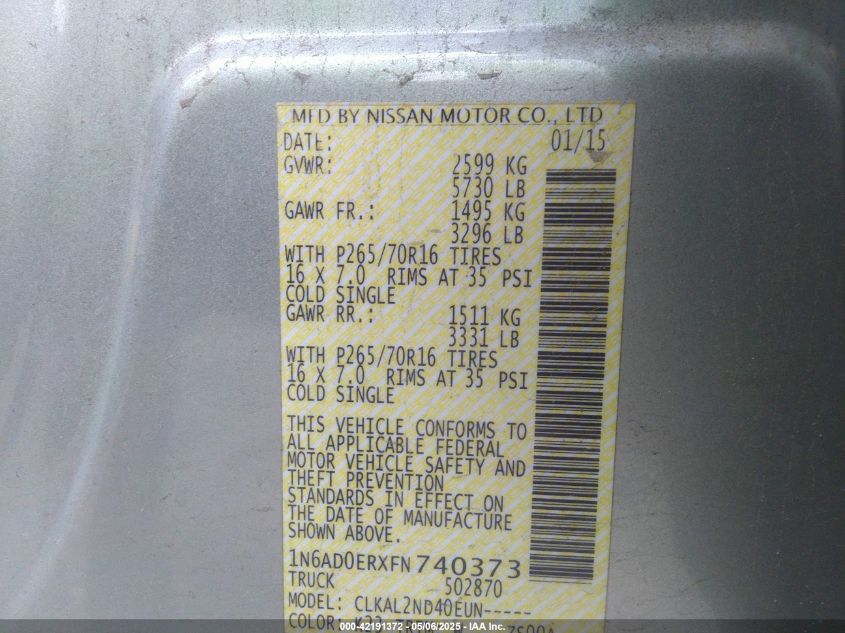 MFD BY NISSAN MOTOR CO., LTD
DATE: 01/15
GVWR: 2599 KG
5730 LB
GAWR FR.: 1495 KG
3296 LB
WITH P265/70R16 TIRES
16 X 7.0 RIMS AT 35 PSI
COLD SINGLE
GAWR RR.: 1511 KG
3331 LB
WITH P265/70R16 TIRES
16 X 7.0 RIMS AT 35 PSI
COLD SINGLE
THIS VEHICLE CONFORMS TO
ALL APPLICABLE FEDERAL
MOTOR VEHICLE SAFETY AND
THEFT PREVENTION
STANDARDS IN EFFECT ON
THE DATE OF MANUFACTURE
SHOWN ABOVE.
1N6AD0ERXFN740373
TRUCK 502870
MODEL: CLKAL2ND40EUN-----
COLOR:
000-42191372 - 05/06/2025 - IAA Inc.